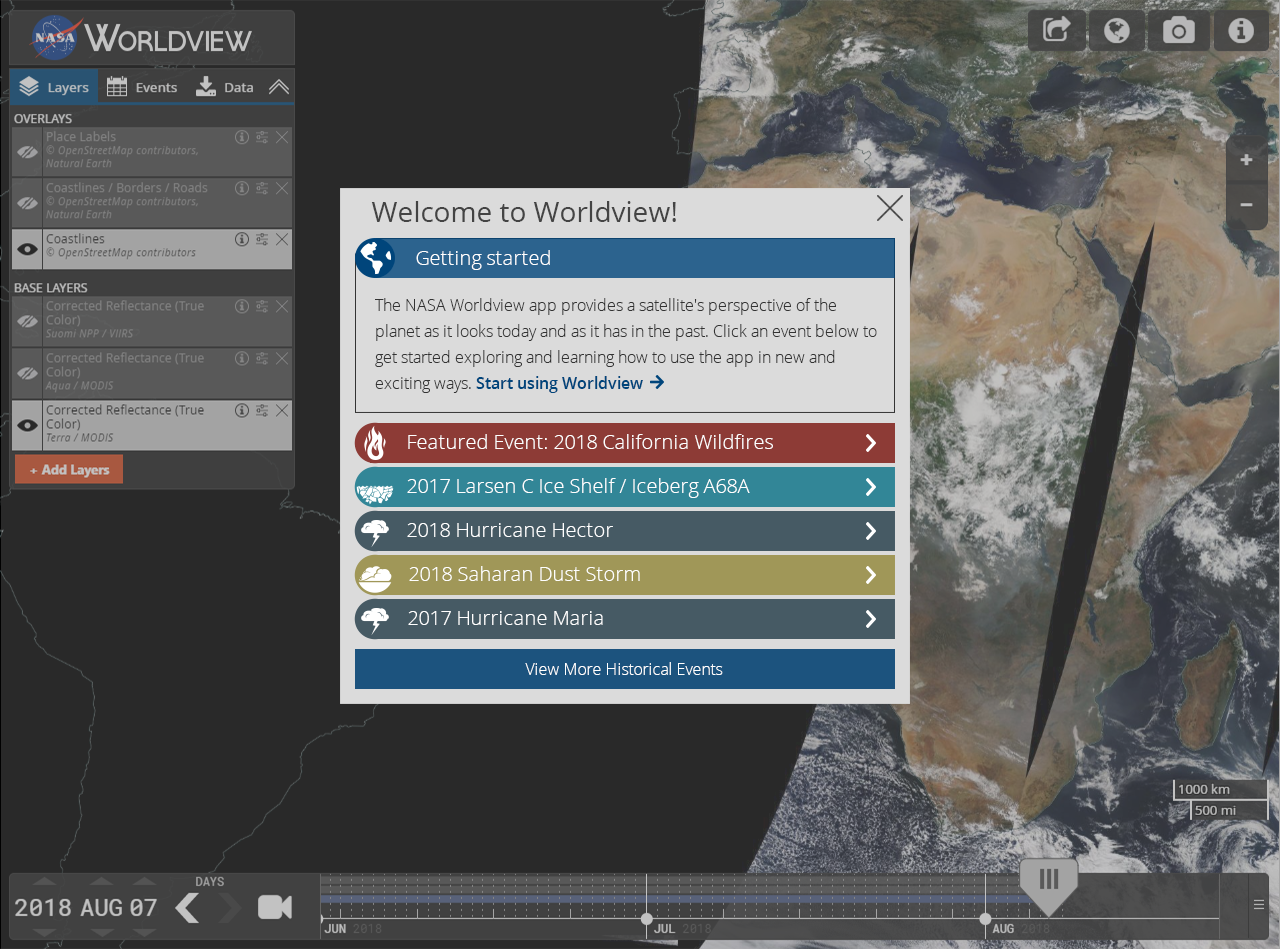 NASA WORLDVIEW
Layers
Events
Data
OVERLAYS
Place Labels
© OpenStreetMap contributors,
Natural Earth
Coastlines / Borders / Roads
© OpenStreetMap contributors,
Natural Earth
Coastlines
© OpenStreetMap contributors
BASE LAYERS
Corrected Reflectance (True
Color)
Suomi NPP / VIIRS
Corrected Reflectance (True
Color)
Aqua / MODIS
Corrected Reflectance (True
Color)
Terra / MODIS
+ Add Layers
Welcome to Worldview!
Getting started
The NASA Worldview app provides a satellite's perspective of the
planet as it looks today and as it has in the past. Click an event below to
get started exploring and learning how to use the app in new and
exciting ways. Start using Worldview
Featured Event: 2018 California Wildfires
2017 Larsen C Ice Shelf / Iceberg A68A
2018 Hurricane Hector
2018 Saharan Dust Storm
2017 Hurricane Maria
View More Historical Events
1000 km
500 mi
DAYS
2018 AUG 07
JUN 2018
JUL 2018
AUG 2018